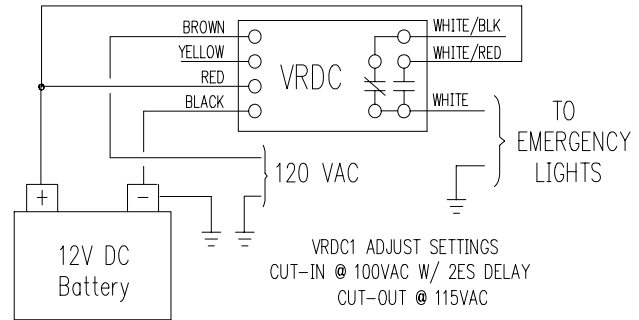 BROWN
YELLOW
RED
BLACK
VRDC
WHITE/BLK
WHITE/RED
WHITE
TO
EMERGENCY
LIGHTS
120 VAC
+
-
12V DC
Battery
VRDC1 ADJUST SETTINGS
CUT-IN @ 100VAC W/ 2ES DELAY
CUT-OUT @ 115VAC